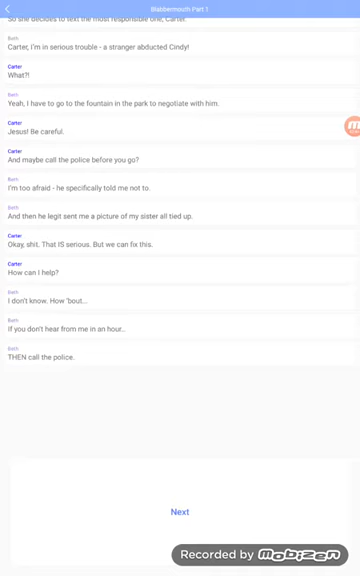 Blabbermouth Part 1
So she decides to text the most responsible one, Carter.
Beth
Carter, I'm in serious trouble - a stranger abducted Cindy!
Carter
What?!
Beth
Yeah, I have to go to the fountain in the park to negotiate with him.
Carter
Jesus! Be careful.
Carter
And maybe call the police before you go?
Beth
I'm too afraid - he specifically told me not to.
Beth
And then he legit sent me a picture of my sister all tied up.
Carter
Okay, shit. That IS serious. But we can fix this.
Carter
How can I help?
Beth
I don't know. How 'bout...
Beth
If you don't hear from me in an hour...
Beth
THEN call the police.
Next
Recorded by mobizen